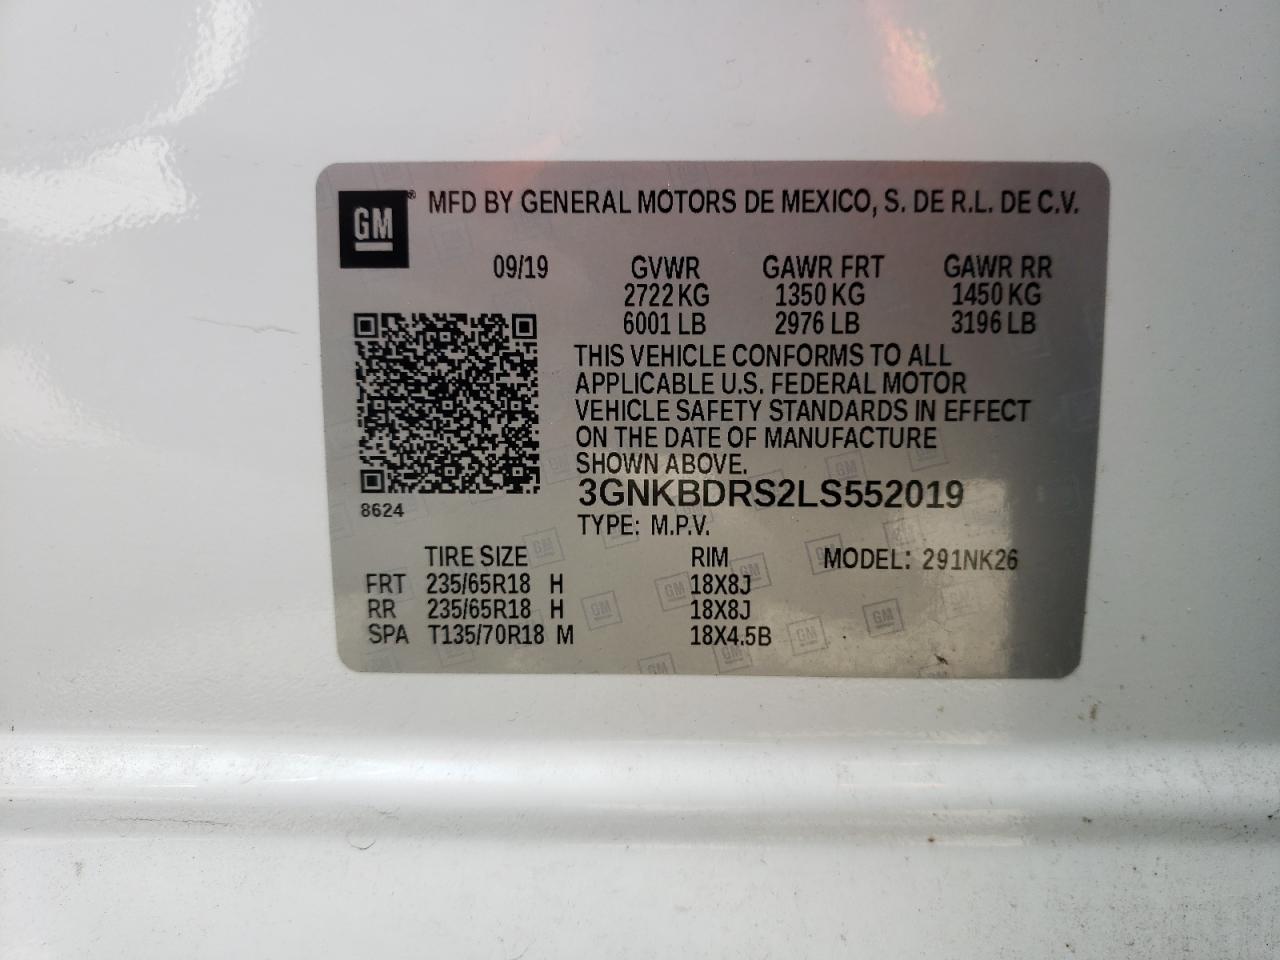 GM® MFD BY GENERAL MOTORS DE MEXICO, S. DE R.L. DE C.V.
09/19 GVWR GAWR FRT GAWR RR
2722 KG 1350 KG 1450 KG
6001 LB 2976 LB 3196 LB
THIS VEHICLE CONFORMS TO ALL
APPLICABLE U.S. FEDERAL MOTOR
VEHICLE SAFETY STANDARDS IN EFFECT
ON THE DATE OF MANUFACTURE
SHOWN ABOVE.
3GNKBDRS2LS552019
8624
TYPE: M.P.V.
TIRE SIZE RIM MODEL: 291NK26
FRT 235/65R18 H 18X8J
RR 235/65R18 H 18X8J
SPA T135/70R18 M 18X4.5B